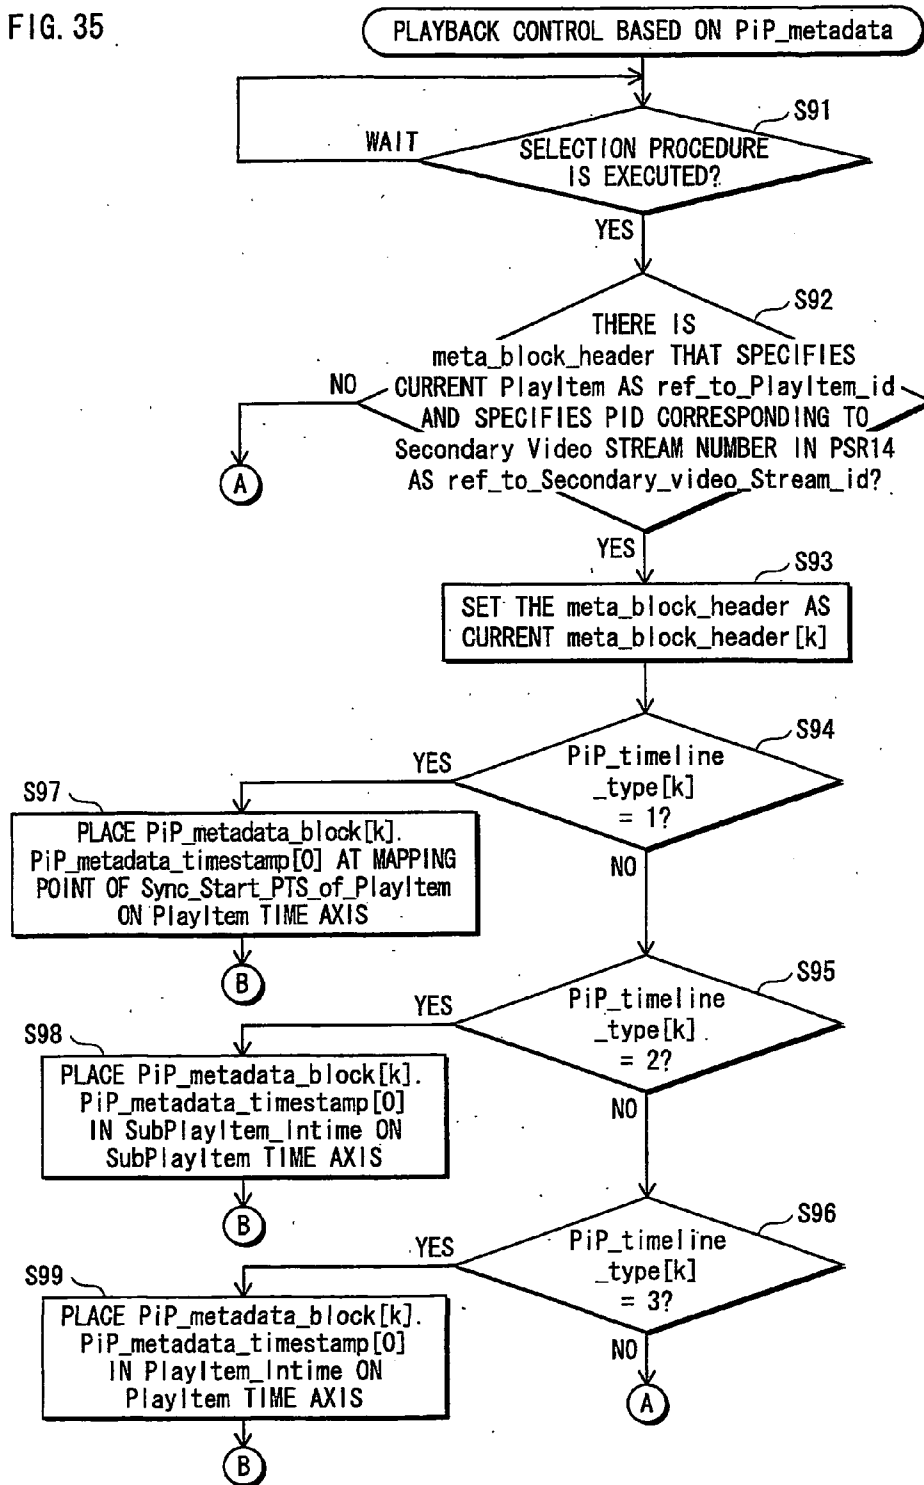 FIG. 35
PLAYBACK CONTROL BASED ON PiP_metadata
S91
WAIT
SELECTION PROCEDURE
IS EXECUTED?
YES
S92
THERE IS
meta_block_header THAT SPECIFIES
CURRENT PlayItem AS ref_to_PlayItem_id
AND SPECIFIES PID CORRESPONDING TO
Secondary Video STREAM NUMBER IN PSR14
AS ref_to_Secondary_video_Stream_id?
NO
A
YES
S93
SET THE meta_block_header AS
CURRENT meta_block_header[k]
S94
PiP_timeline
_type[k]
= 1?
YES
S97
PLACE PiP_metadata_block[k].
PiP_metadata_timestamp[0] AT MAPPING
POINT OF Sync_Start_PTS_of_PlayItem
ON PlayItem TIME AXIS
B
NO
S95
PiP_timeline
_type[k]
= 2?
YES
S98
PLACE PiP_metadata_block[k].
PiP_metadata_timestamp[0]
IN SubPlayItem_Intime ON
SubPlayItem TIME AXIS
B
NO
S96
PiP_timeline
_type[k]
= 3?
YES
S99
PLACE PiP_metadata_block[k].
PiP_metadata_timestamp[0]
IN PlayItem_Intime ON
PlayItem TIME AXIS
B
NO
A